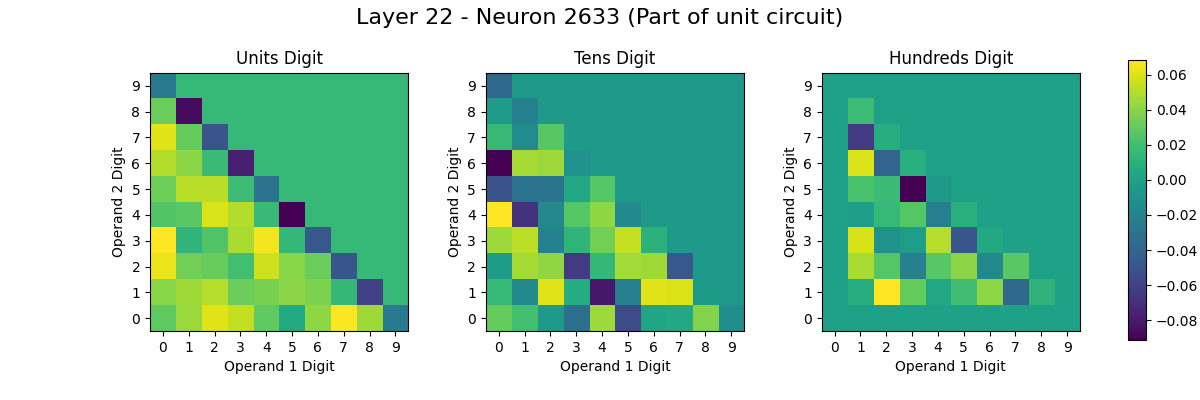 Layer 22 - Neuron 2633 (Part of unit circuit)
Units Digit
Tens Digit
Hundreds Digit
Operand 2 Digit
9
8
7
6
5
4
3
2
1
0
0 1 2 3 4 5 6 7 8 9
Operand 1 Digit
Operand 2 Digit
9
8
7
6
5
4
3
2
1
0
0 1 2 3 4 5 6 7 8 9
Operand 1 Digit
Operand 2 Digit
9
8
7
6
5
4
3
2
1
0
0 1 2 3 4 5 6 7 8 9
Operand 1 Digit
0.06
0.04
0.02
0.00
−0.02
−0.04
−0.06
−0.08